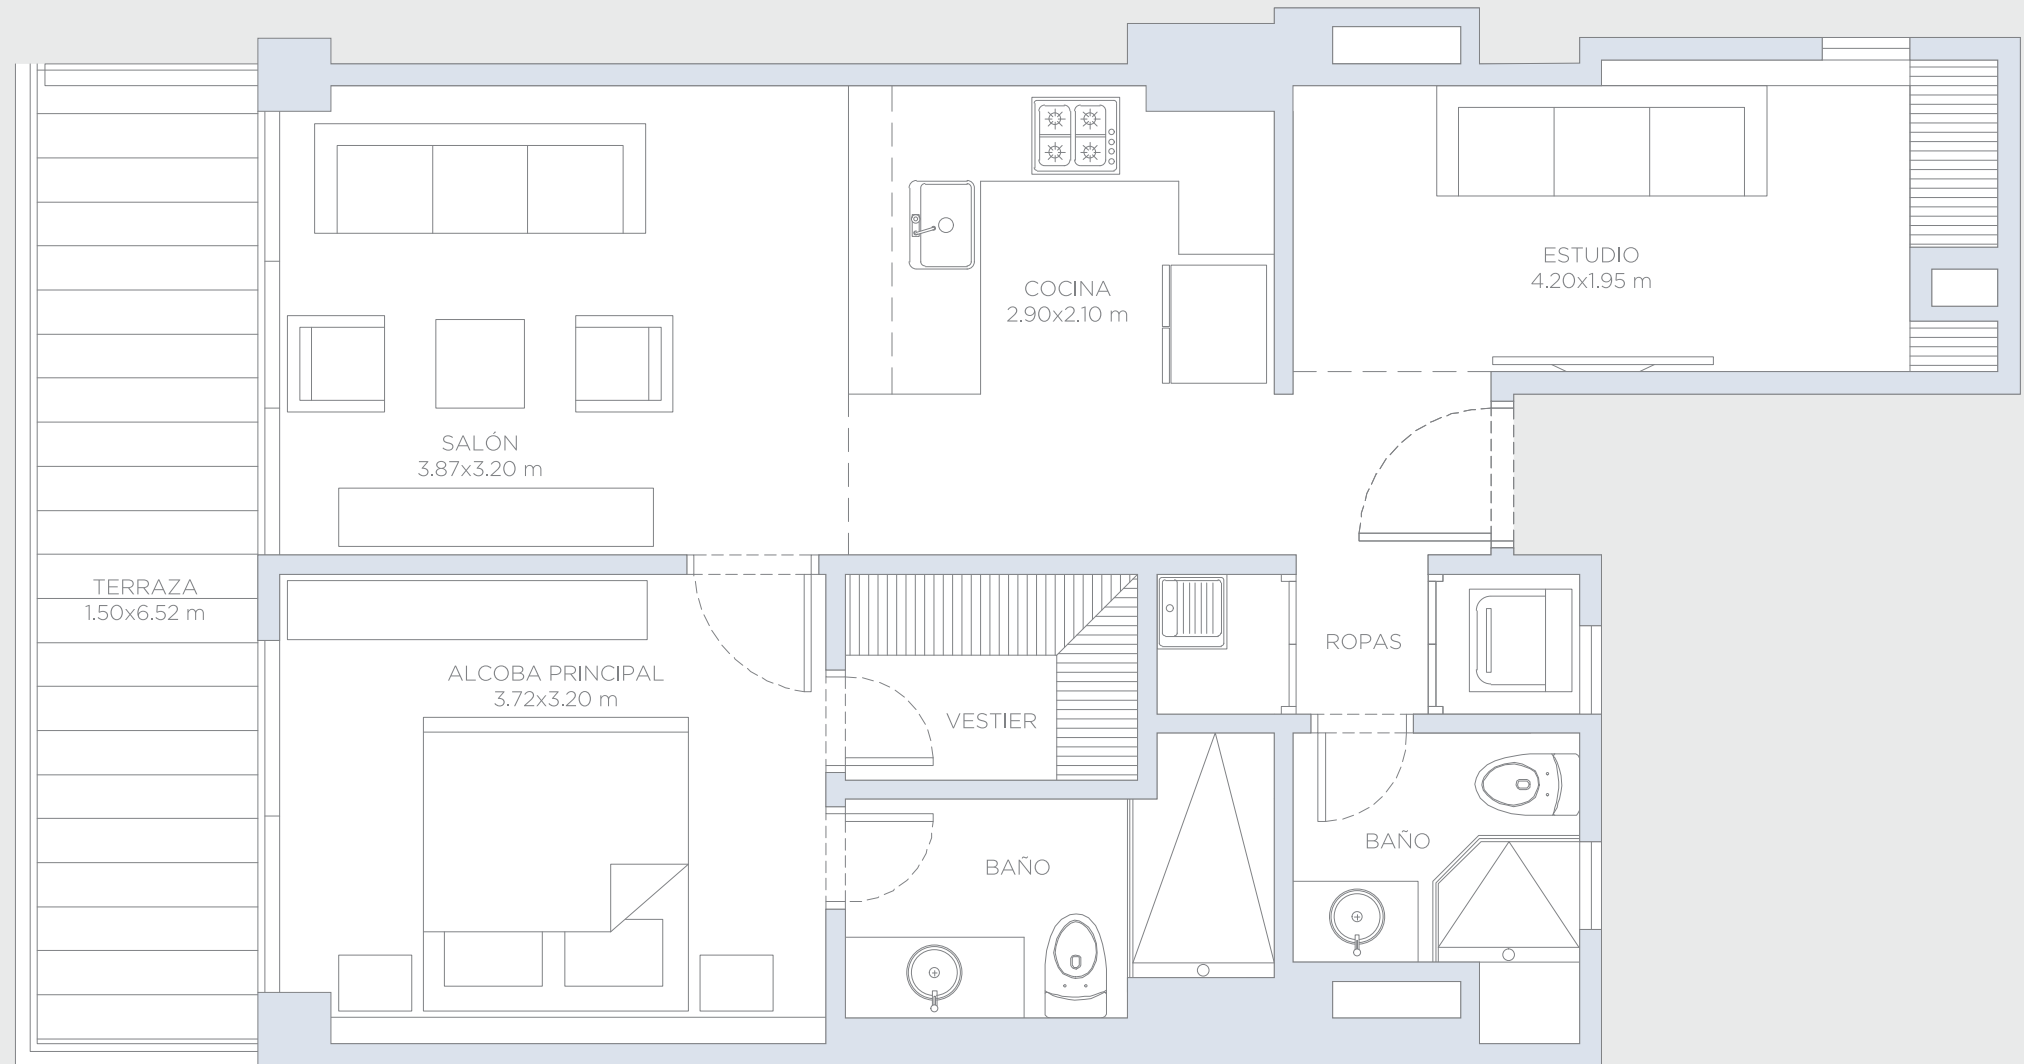 ESTUDIO
4.20x1.95 m
COCINA
2.90x2.10 m
SALÓN
3.87x3.20 m
TERRAZA
1.50x6.52 m
ROPAS
ALCOBA PRINCIPAL
3.72x3.20 m
VESTIER
BAÑO
BAÑO